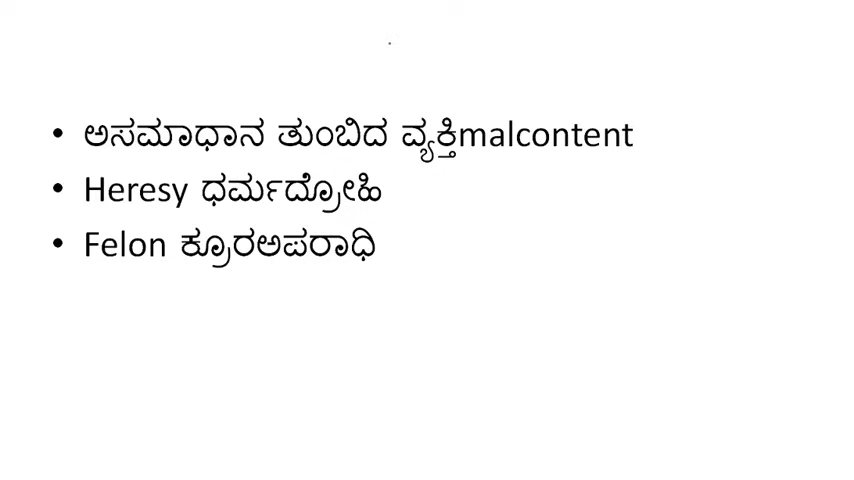 • ಅಸಮಾಧಾನ ತುಂಬಿದ ವ್ಯಕ್ತಿmalcontent
• Heresy ಧರ್ಮದ್ರೋಹಿ
• Felon ಕ್ರೂರಅಪರಾಧಿ